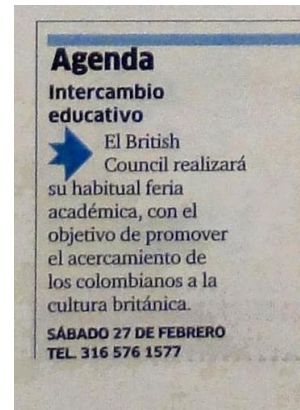 Agenda
Intercambio
educativo
El British
Council realizará
su habitual feria
académica, con el
objetivo de promover
el acercamiento de
los colombianos a la
cultura británica.
SÁBADO 27 DE FEBRERO
TEL. 316 576 1577